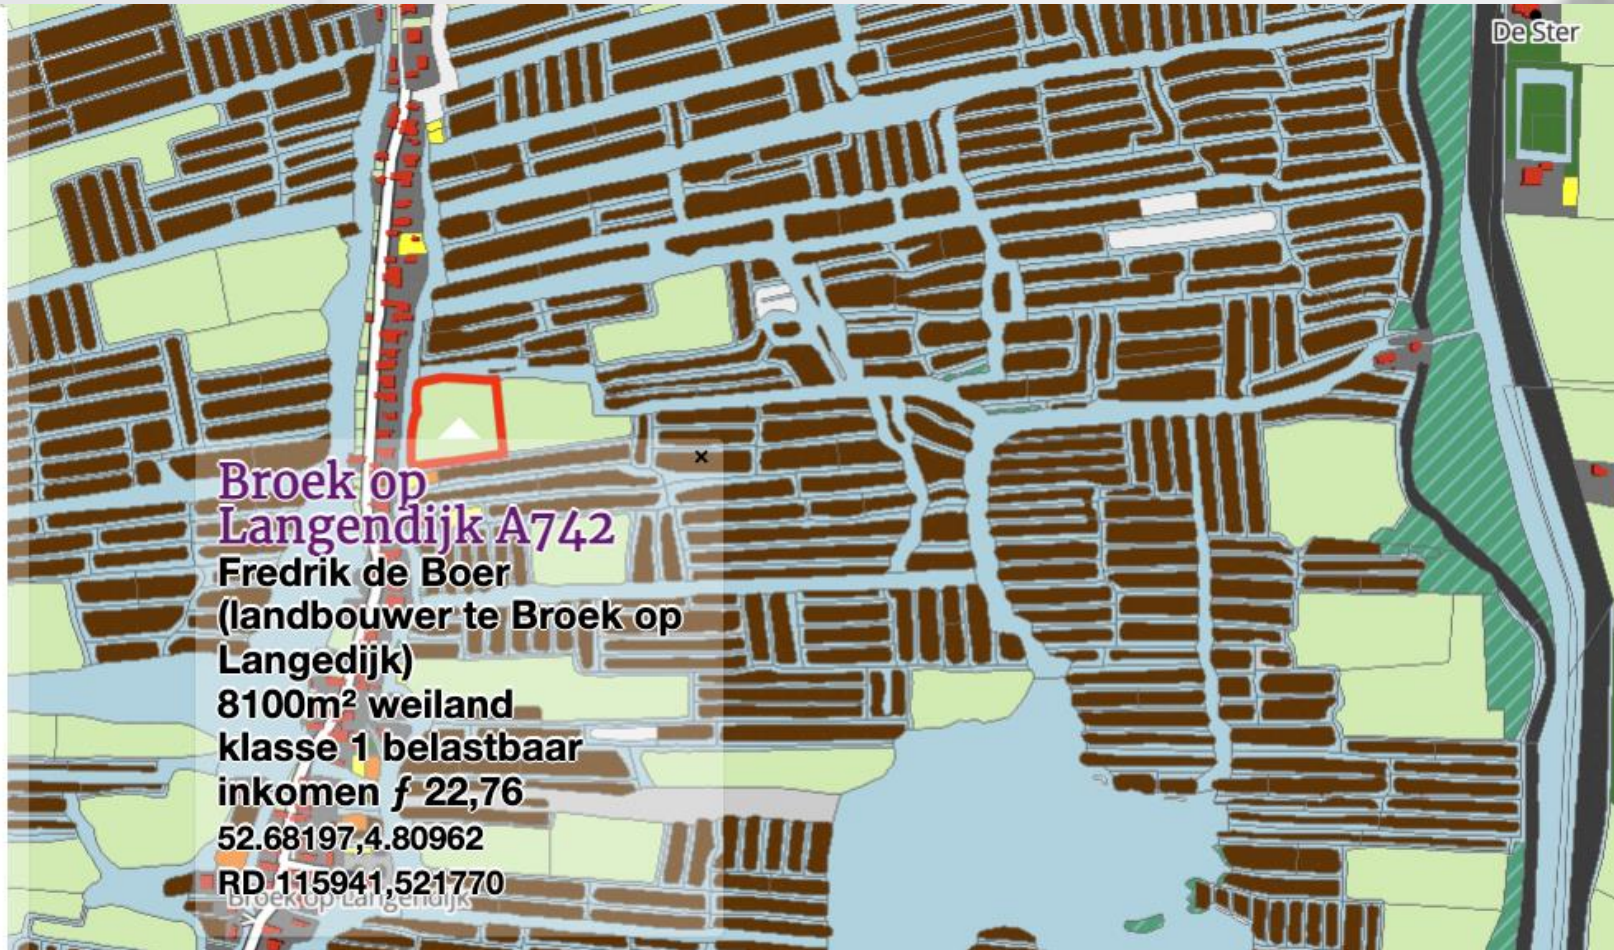 De Ster
×
Broek op
Langendijk A742
Fredrik de Boer
(landbouwer te Broek op
Langedijk)
8100m² weiland
klasse 1 belastbaar
inkomen ƒ 22,76
52.68197,4.80962
RD 115941,521770
Broek op Langendijk